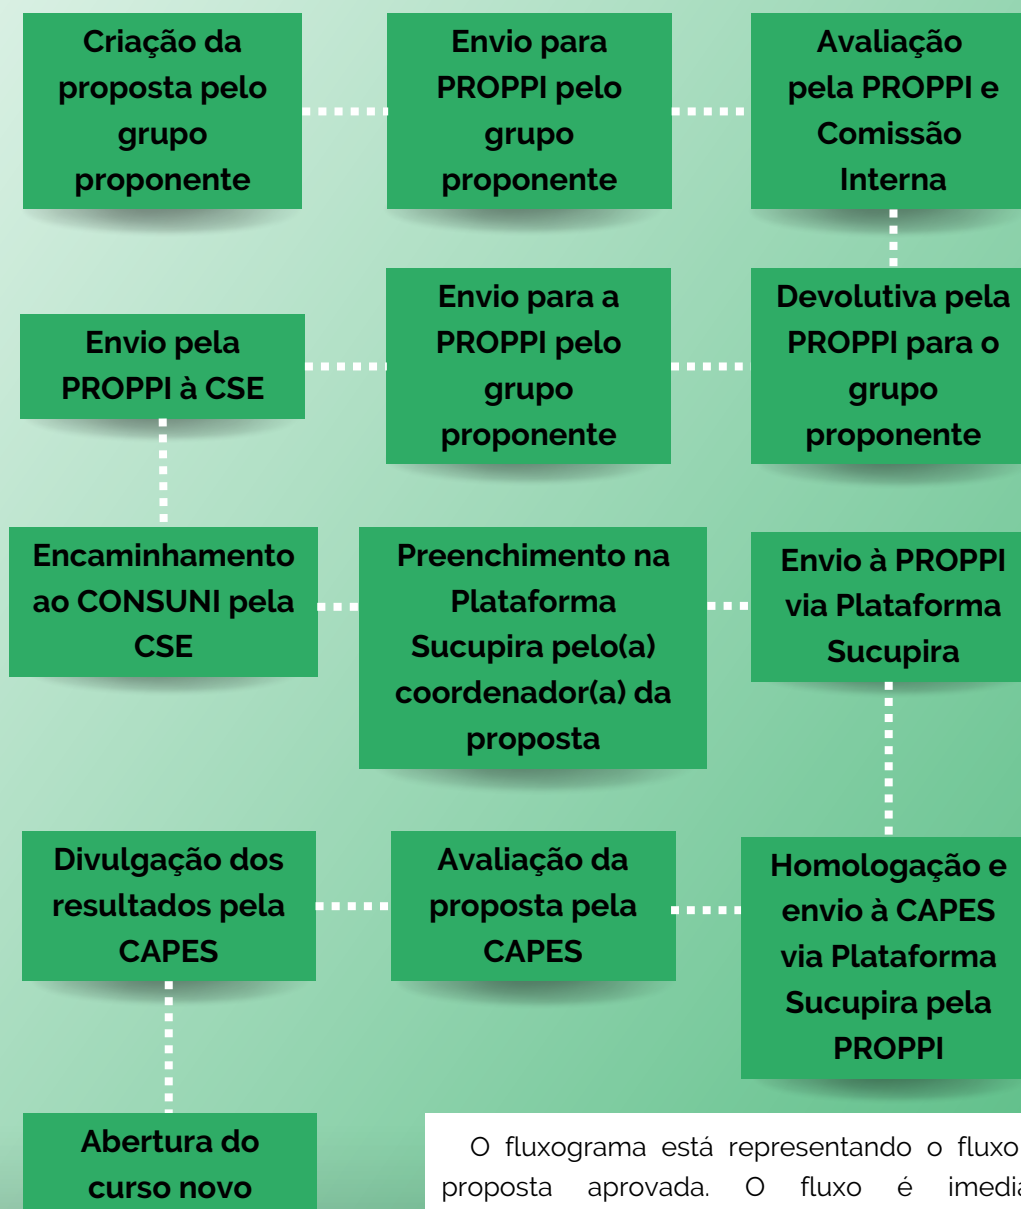 Criação da
proposta pelo
grupo
proponente
Envio para
PROPPI pelo
grupo
proponente
Avaliação
pela PROPPI e
Comissão
Interna
Devolutiva pela
PROPPI para o
grupo
proponente
Envio para a
PROPPI pelo
grupo
proponente
Envio pela
PROPPI à CSE
Encaminhamento
ao CONSUNI pela
CSE
Preenchimento na
Plataforma
Sucupira pelo(a)
coordenador(a) da
proposta
Envio à PROPPI
via Plataforma
Sucupira
Homologação e
envio à CAPES
via Plataforma
Sucupira pela
PROPPI
Avaliação da
proposta pela
CAPES
Divulgação dos
resultados pela
CAPES
Abertura do
curso novo
O fluxograma está representando o fluxo
proposta aprovada. O fluxo é